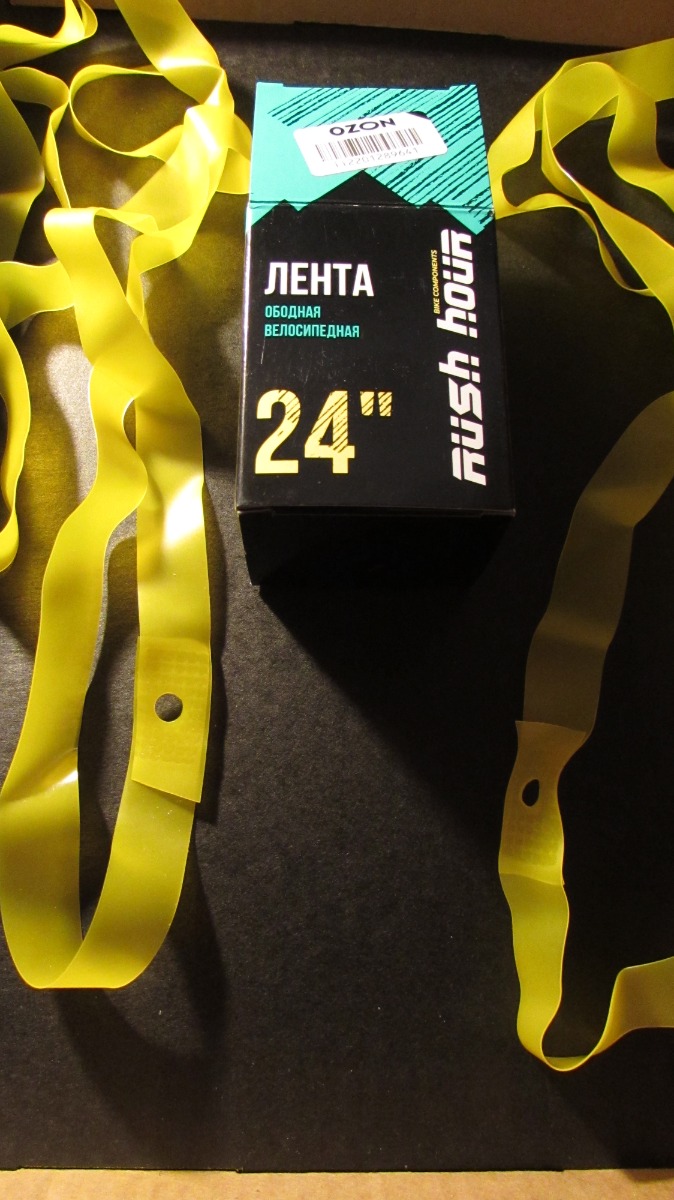 OZON
ЛЕНТА
ОБОДНАЯ
ВЕЛОСИПЕДНАЯ
24"
RUSH HOUR
BIKE COMPONENTS